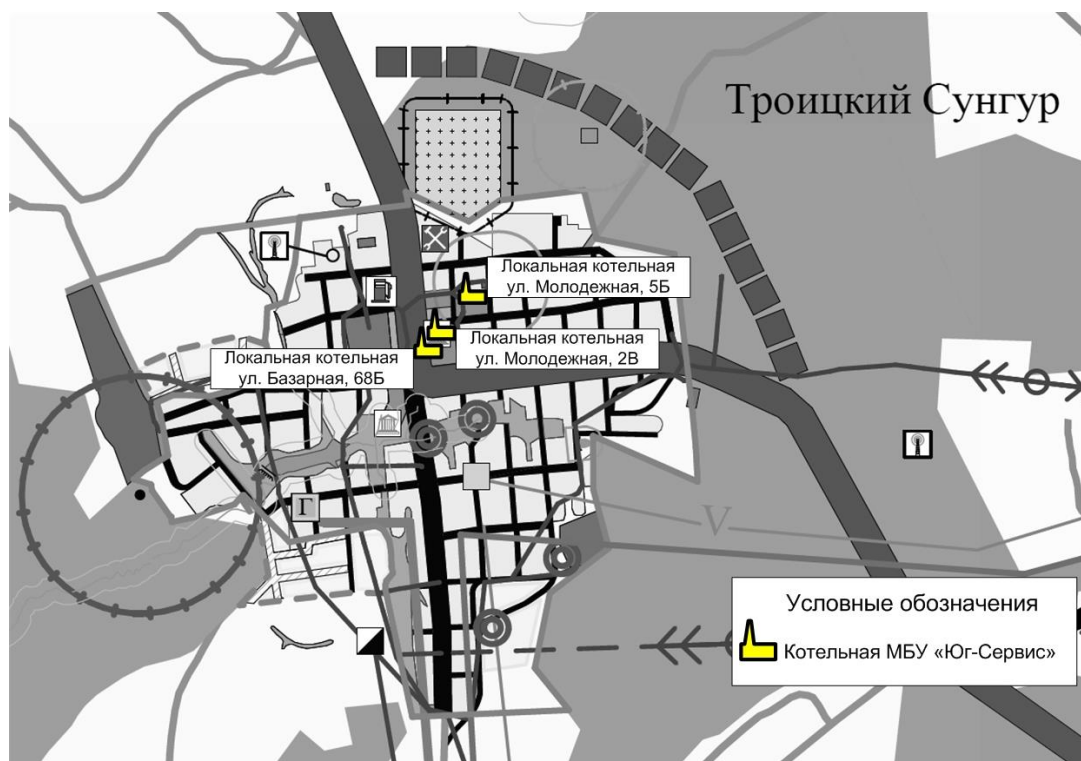 Троицкий Сунгур
Локальная котельная
ул. Молодежная, 5Б
Локальная котельная
ул. Молодежная, 2В
Локальная котельная
ул. Базарная, 68Б
Г
V
Условные обозначения
Котельная МБУ «Юг-Сервис»